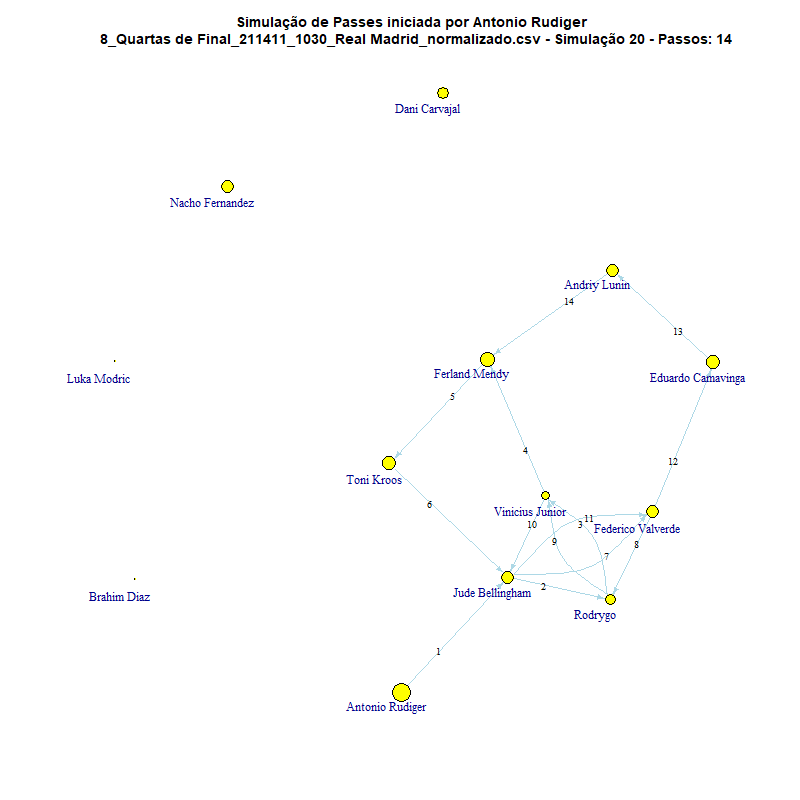 Simulação de Passes iniciada por Antonio Rudiger
8_Quartas de Final_211411_1030_Real Madrid_normalizado.csv - Simulação 20 - Passos: 14
Dani Carvajal
Nacho Fernandez
Andriy Lunin
14
13
Luka Modric
Ferland Mendy
Eduardo Camavinga
5
4
12
Toni Kroos
6
Vinicius Junior
11
10
3
Federico Valverde
9
8
7
Brahim Diaz
2
Jude Bellingham
Rodrygo
1
Antonio Rudiger